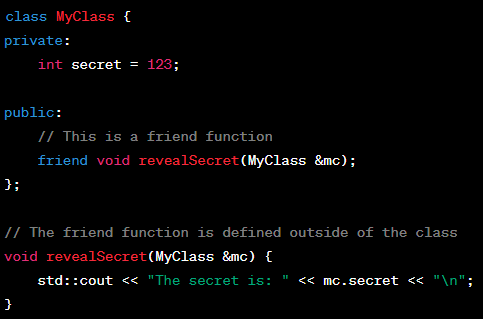 class MyClass {
private:
    int secret = 123;

public:
    // This is a friend function
    friend void revealSecret(MyClass &mc);
};

// The friend function is defined outside of the class
void revealSecret(MyClass &mc) {
    std::cout << "The secret is: " << mc.secret << "\n";
}